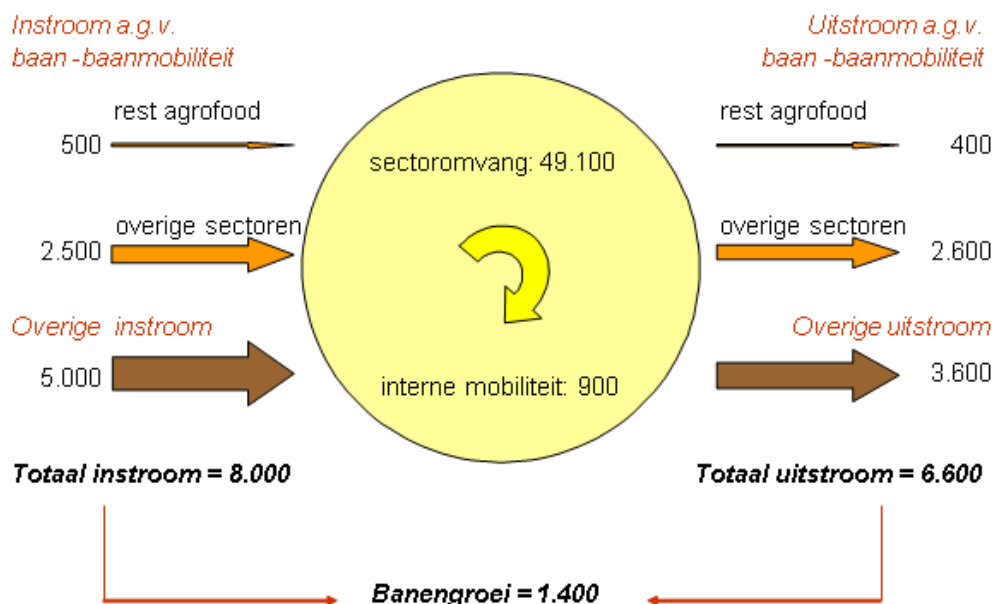 Instroom a.g.v.
baan -baanmobiliteit
rest agrofood
500
overige sectoren
2.500
Overige instroom
5.000
Totaal instroom = 8.000
sectoromvang: 49.100
interne mobiliteit: 900
Uitstroom a.g.v.
baan -baanmobiliteit
rest agrofood
400
overige sectoren
2.600
Overige uitstroom
3.600
Totaal uitstroom = 6.600
Banengroei = 1.400